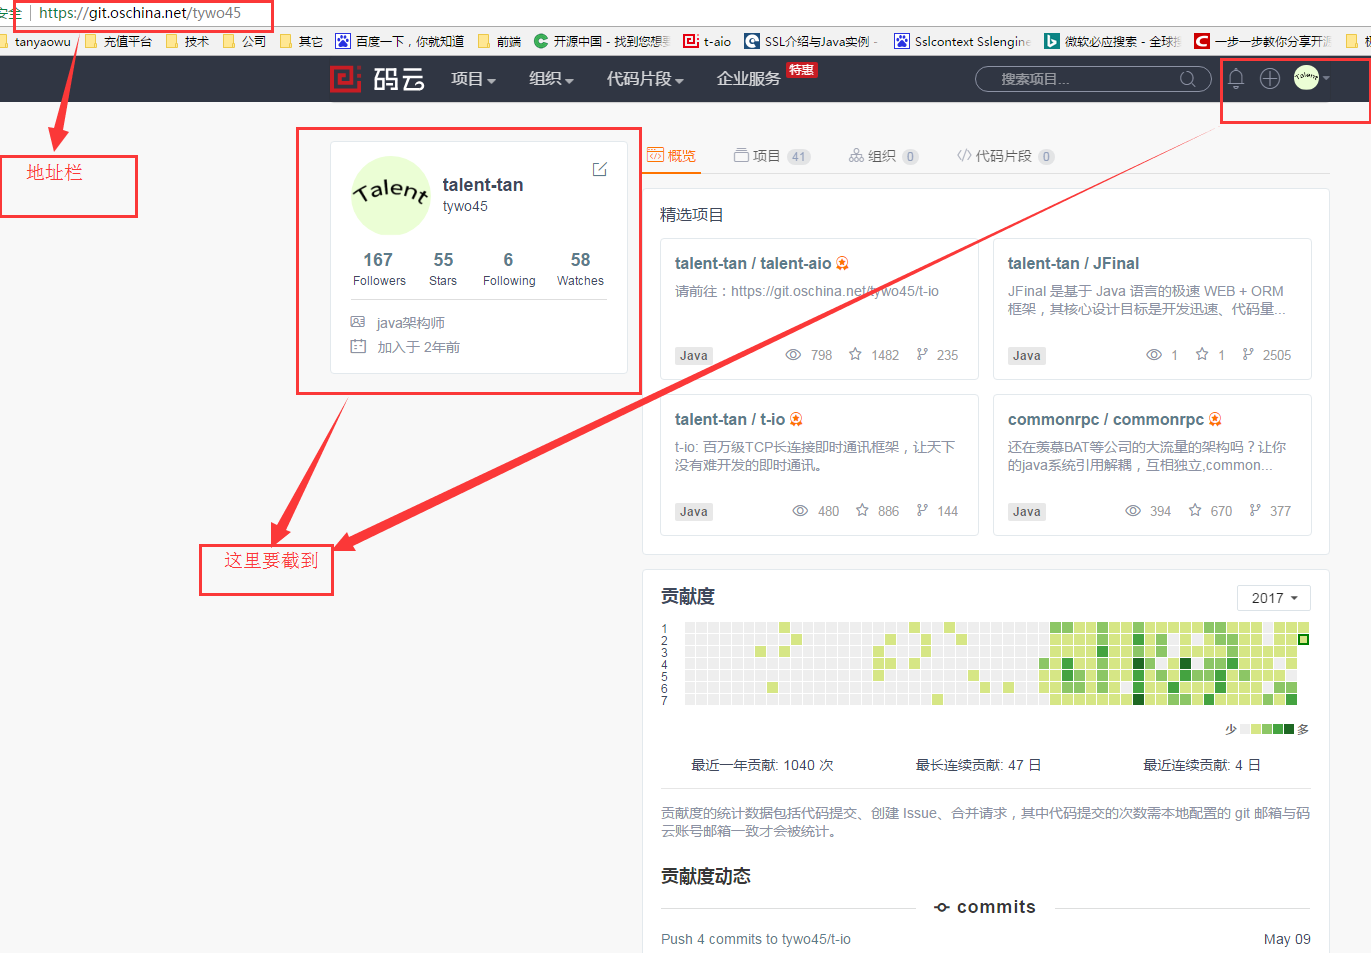 安全 | https://git.oschina.net/tywo45
tanyaowu 充值平台 技术 公司 其它 百度一下，你就知道 前端 开源中国 - 找到您想 t-aio SSL介绍与Java实例 - Sslcontext Sslengine 微软必应搜索 - 全球 一步一步教你分享开源
码云 项目 组织 代码片段 企业服务 特惠 搜索项目... Talent
地址栏
Talent
talent-tan
tywo45
167 55 6 58
Followers Stars Following Watches
java架构师
加入于 2年前
这里要截到
概览 项目 41 组织 0 代码片段 0
精选项目
talent-tan / talent-aio
请前往：https://git.oschina.net/tywo45/t-io
Java 798 1482 235
talent-tan / JFinal
JFinal 是基于 Java 语言的极速 WEB + ORM
框架，其核心设计目标是开发迅速、代码量...
Java 1 1 2505
talent-tan / t-io
t-io: 百万级TCP长连接即时通讯框架，让天下
没有难开发的即时通讯。
Java 480 886 144
commonrpc / commonrpc
还在羡慕BAT等公司的大流量的架构吗？让你
的java系统引用解耦，互相独立,common...
Java 394 670 377
贡献度 2017
1
2
3
4
5
6
7
少 多
最近一年贡献: 1040 次 最长连续贡献: 47 日 最近连续贡献: 4 日
贡献度的统计数据包括代码提交、创建 Issue、合并请求，其中代码提交的次数需本地配置的 git 邮箱与码
云账号邮箱一致才会被统计。
贡献度动态
commits
Push 4 commits to tywo45/t-io May 09